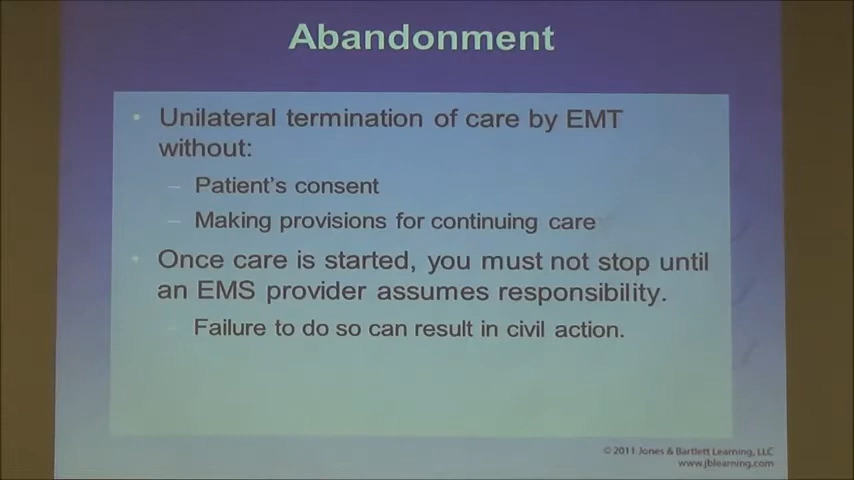 Abandonment
• Unilateral termination of care by EMT
without:
– Patient's consent
– Making provisions for continuing care
• Once care is started, you must not stop until
an EMS provider assumes responsibility.
– Failure to do so can result in civil action.
© 2011 Jones & Bartlett Learning, LLC
www.jblearning.com